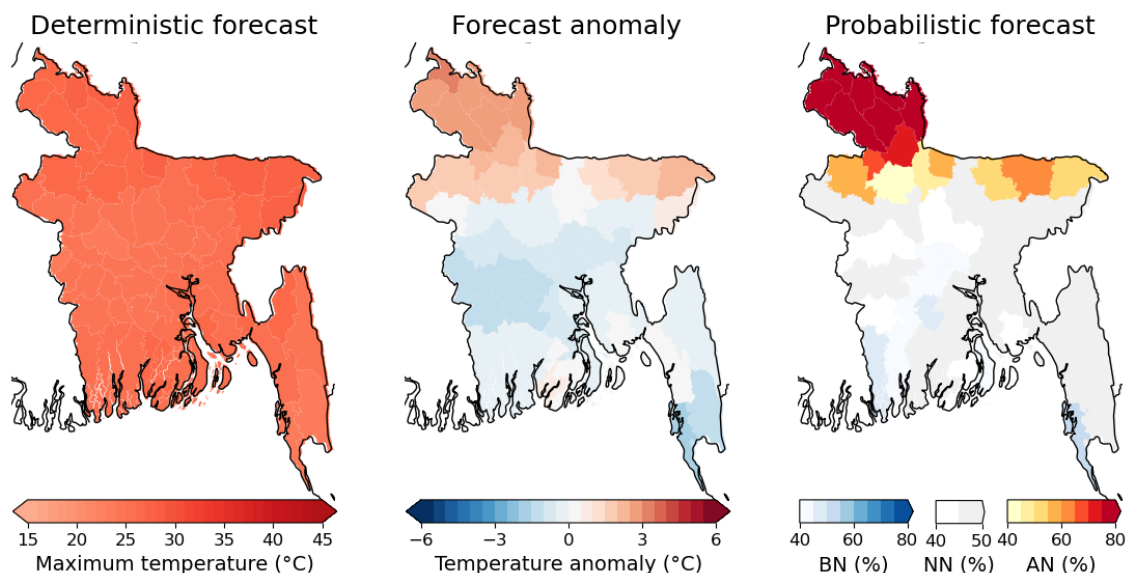 Deterministic forecast
Forecast anomaly
Probabilistic forecast
15 20 25 30 35 40 45
Maximum temperature (°C)
−6 −3 0 3 6
Temperature anomaly (°C)
40 60 80
BN (%)
40 50
NN (%)
40 60 80
AN (%)